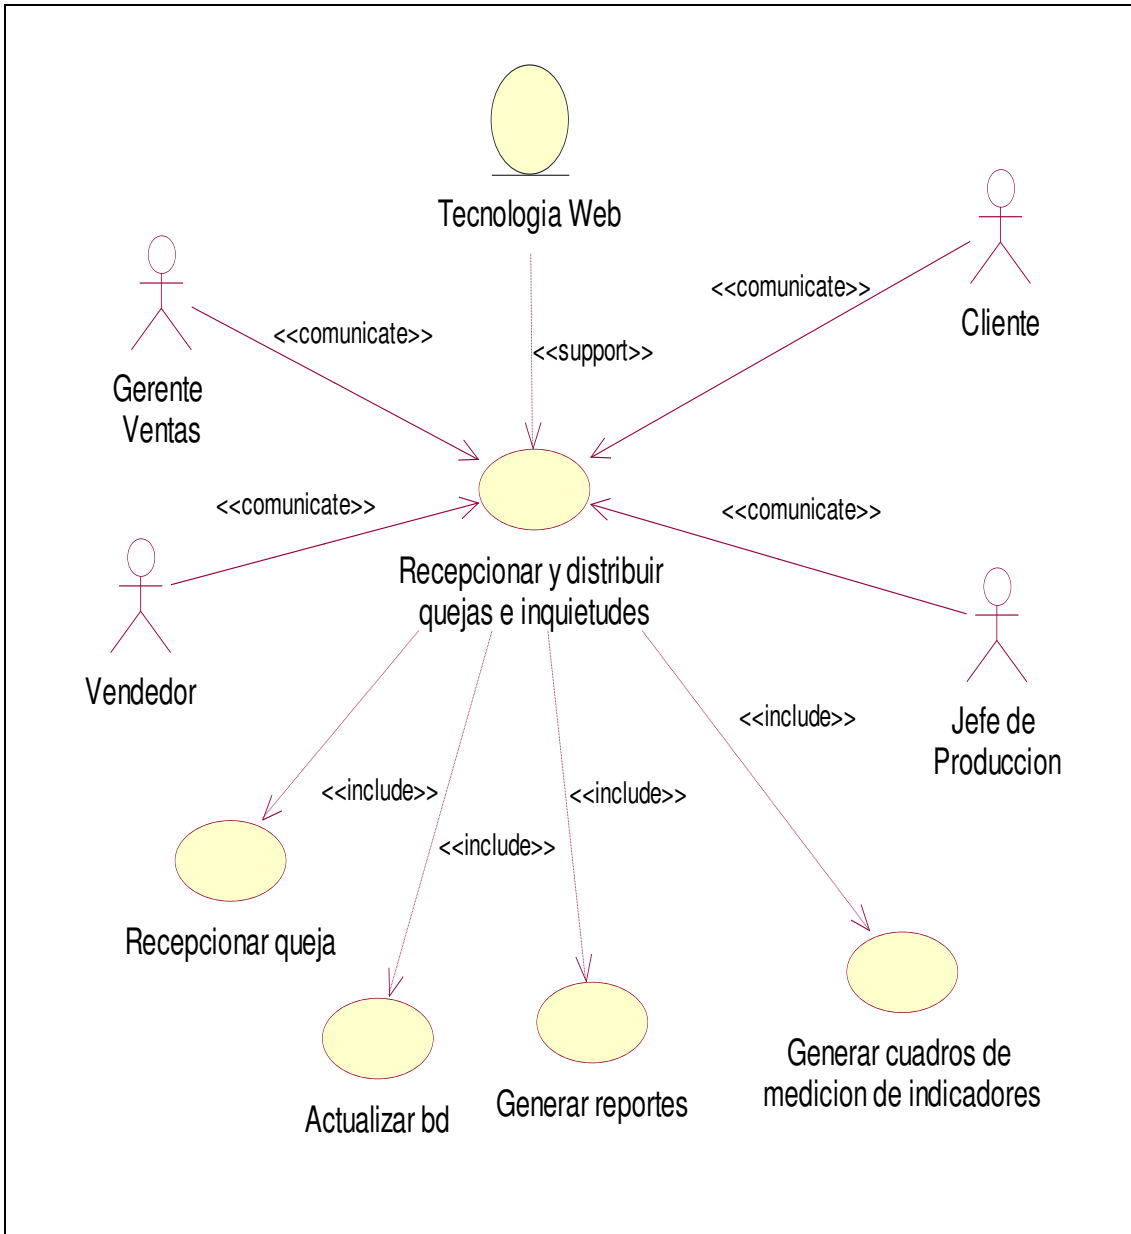 Tecnologia Web
<<comunicate>>
Cliente
<<comunicate>>
<<support>>
Gerente
Ventas
<<comunicate>>
<<comunicate>>
Recepcionar y distribuir
quejas e inquietudes
Vendedor
<<include>>
Jefe de
Produccion
<<include>>
<<include>>
<<include>>
Recepcionar queja
Generar cuadros de
medicion de indicadores
Generar reportes
Actualizar bd